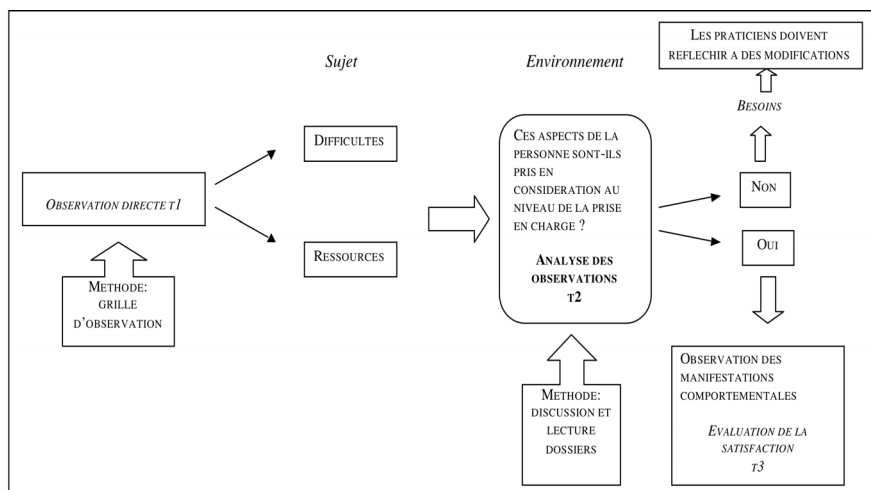 Sujet
Environnement
LES PRATICIENS DOIVENT
REFLECHIR A DES MODIFICATIONS
BESOINS
DIFFICULTES
OBSERVATION DIRECTE T1
RESSOURCES
METHODE:
GRILLE
D'OBSERVATION
CES ASPECTS DE LA
PERSONNE SONT-ILS
PRIS EN
CONSIDERATION AU
NIVEAU DE LA PRISE
EN CHARGE ?
ANALYSE DES
OBSERVATIONS
T2
NON
OUI
METHODE:
DISCUSSION ET
LECTURE
DOSSIERS
OBSERVATION DES
MANIFESTATIONS
COMPORTEMENTALES
EVALUATION DE LA
SATISFACTION
T3